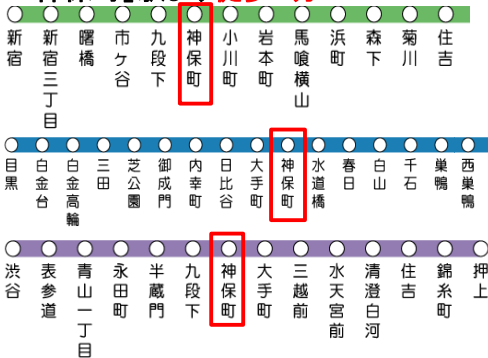 新宿
新宿三丁目
曙橋
市ヶ谷
九段下
神保町
小川町
岩本町
馬喰横山
浜町
森下
菊川
住吉
目黒
白金台
白金高輪
三田
芝公園
御成門
内幸町
日比谷
大手町
神保町
水道橋
春日
白山
千石
巣鴨
西巣鴨
渋谷
表参道
青山一丁目
永田町
半蔵門
九段下
神保町
大手町
三越前
水天宮前
清澄白河
住吉
錦糸町
押上